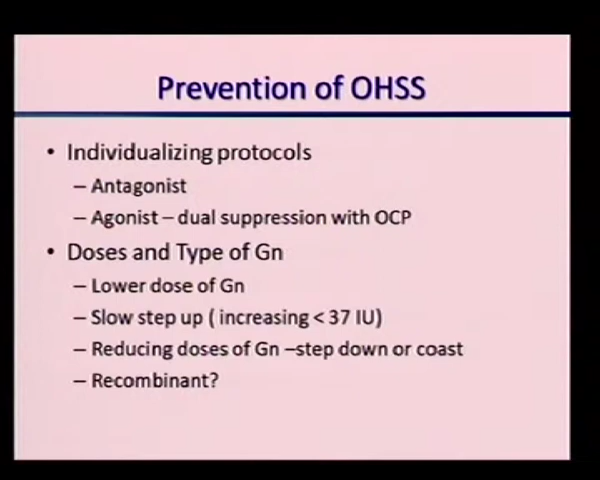 Prevention of OHSS
• Individualizing protocols
– Antagonist
– Agonist – dual suppression with OCP
• Doses and Type of Gn
– Lower dose of Gn
– Slow step up ( increasing < 37 IU)
– Reducing doses of Gn –step down or coast
– Recombinant?